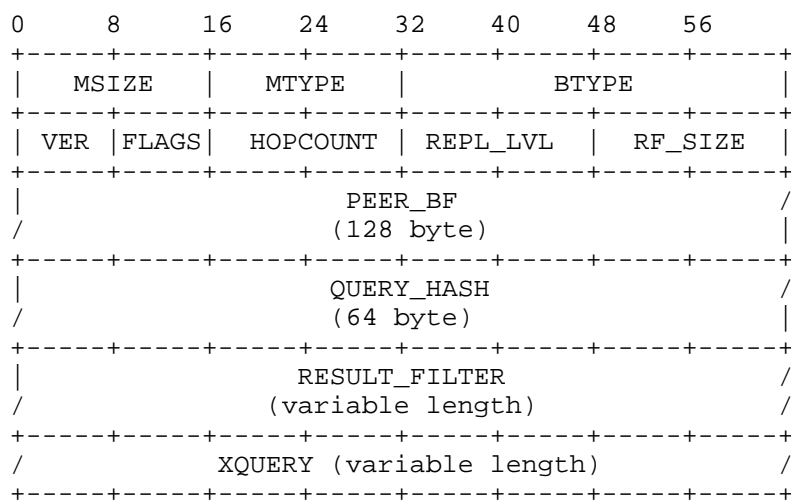 0     8     16    24    32    40    48    56
+-----+-----+-----+-----+-----+-----+-----+-----+
|   MSIZE   |   MTYPE   |         BTYPE         |
+-----+-----+-----+-----+-----+-----+-----+-----+
| VER |FLAGS|  HOPCOUNT | REPL_LVL  |  RF_SIZE  |
+-----+-----+-----+-----+-----+-----+-----+-----+
|                    PEER_BF                    /
/                   (128 byte)                  |
+-----+-----+-----+-----+-----+-----+-----+-----+
|                   QUERY_HASH                  /
/                   (64 byte)                   |
+-----+-----+-----+-----+-----+-----+-----+-----+
|                 RESULT_FILTER                 /
/               (variable length)               /
+-----+-----+-----+-----+-----+-----+-----+-----+
/            XQUERY (variable length)           /
+-----+-----+-----+-----+-----+-----+-----+-----+